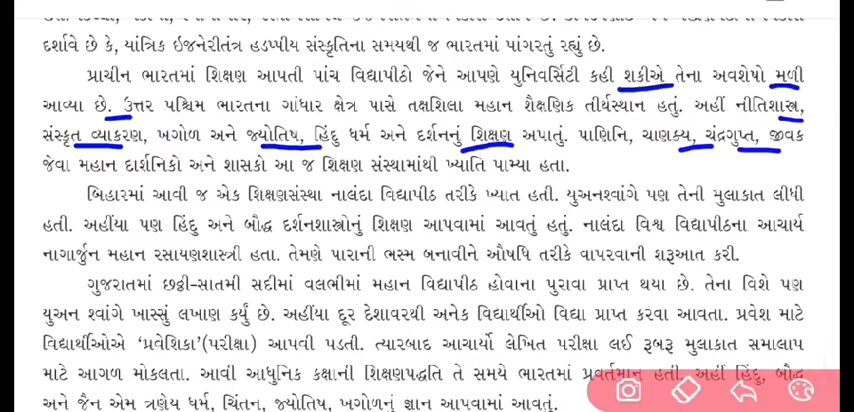 દર્શાવે છે કે, યાંત્રિક ઇજનેરીતંત્ર હડપ્પીય સંસ્કૃતિના સમયથી જ ભારતમાં પાંગરતું રહ્યું છે.
પ્રાચીન ભારતમાં શિક્ષણ આપતી પાંચ વિદ્યાપીઠો જેને આપણે યુનિવર્સિટી કહી શકીએ તેના અવશેષો મળી
આવ્યા છે. ઉત્તર પશ્ચિમ ભારતના ગાંધાર ક્ષેત્ર પાસે તક્ષશિલા મહાન શૈક્ષણિક તીર્થસ્થાન હતું. અહીં નીતિશાસ્ત્ર,
સંસ્કૃત વ્યાકરણ, ખગોળ અને જ્યોતિષ, હિંદુ ધર્મ અને દર્શનનું શિક્ષણ અપાતું. પાણિનિ, ચાણક્ય, ચંદ્રગુપ્ત, જીવક
જેવા મહાન દાર્શનિકો અને શાસકો આ જ શિક્ષણ સંસ્થામાંથી ખ્યાતિ પામ્યા હતા.
બિહારમાં આવી જ એક શિક્ષણસંસ્થા નાલંદા વિદ્યાપીઠ તરીકે ખ્યાત હતી. યુઅનશ્વાંગે પણ તેની મુલાકાત લીધી
હતી. અહીંયા પણ હિંદુ અને બૌદ્ધ દર્શનશાસ્ત્રોનું શિક્ષણ આપવામાં આવતું હતું. નાલંદા વિશ્વ વિદ્યાપીઠના આચાર્ય
નાગાર્જુન મહાન રસાયણશાસ્ત્રી હતા. તેમણે પારાની ભસ્મ બનાવીને ઔષધિ તરીકે વાપરવાની શરૂઆત કરી.
ગુજરાતમાં છઠ્ઠી-સાતમી સદીમાં વલભીમાં મહાન વિદ્યાપીઠ હોવાના પુરાવા પ્રાપ્ત થયા છે. તેના વિશે પણ
યુઅન શ્વાંગે ખાસ્સું લખાણ કર્યું છે. અહીંયા દૂર દેશાવરથી અનેક વિદ્યાર્થીઓ વિદ્યા પ્રાપ્ત કરવા આવતા. પ્રવેશ માટે
વિદ્યાર્થીઓએ ‘પ્રવેશિકા’(પરીક્ષા) આપવી પડતી. ત્યારબાદ આચાર્યો લેખિત પરીક્ષા લઈ રૂબરૂ મુલાકાત સમાલાપ
માટે આગળ મોકલતા. આવી આધુનિક કક્ષાની શિક્ષણપદ્ધતિ તે સમયે ભારતમાં પ્રવર્તમાન હતી. અહીં હિંદુ, બૌદ્ધ
અને જૈન એમ ત્રણેય ધર્મ, ચિંતન, જ્યોતિષ, ખગોળનું જ્ઞાન આપવામાં આવતું.